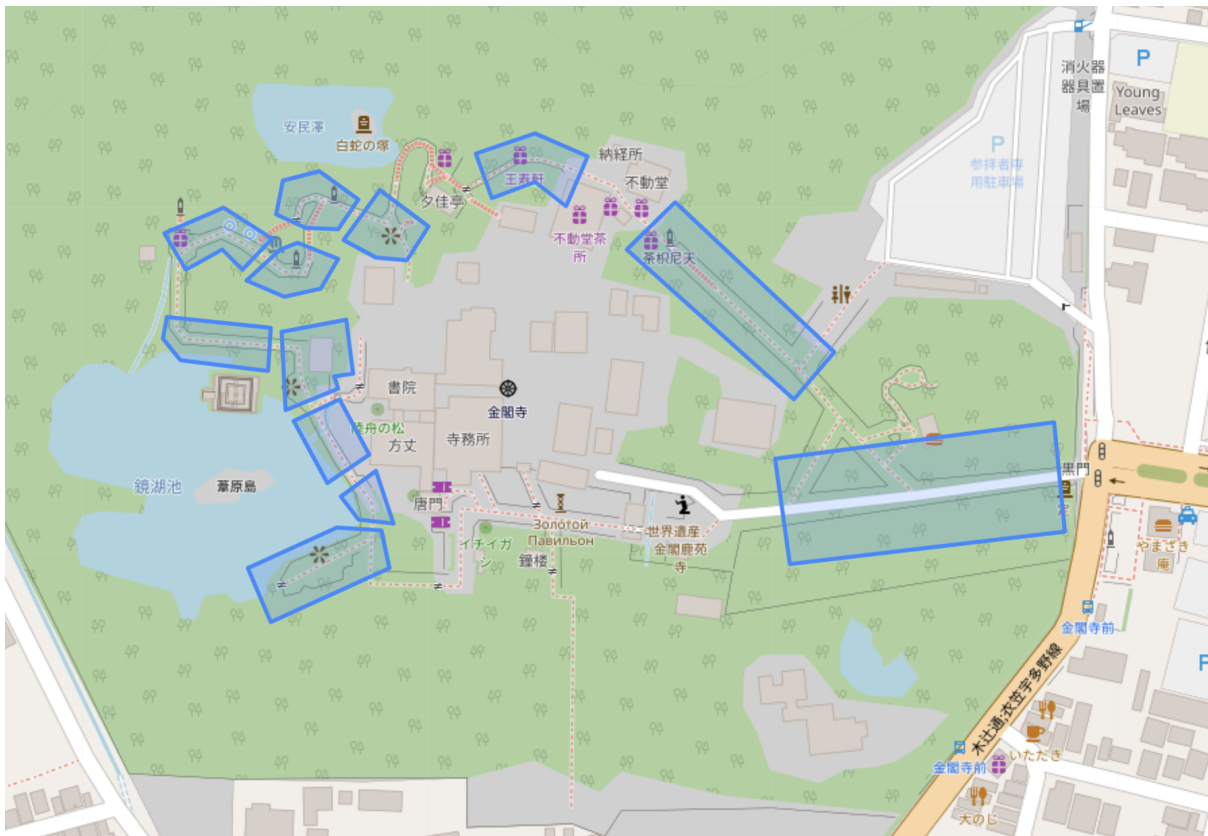 消火器
器具置
場
P
Young
Leaves
P
参拝者専
用駐車場
安民澤
白蛇の塚
納経所
王寿軒
不動堂
夕佳亭
不動堂茶
所
荼枳尼天
書院
金閣寺
陸舟の松
方丈
寺務所
黒門
鏡湖池
葦原島
唐門
Золотой
Павильон
世界遺産
金閣鹿苑
寺
イチイガ
シ
鐘楼
やまざき
庵
金閣寺前
P
木辻通;衣笠宇多野線
いただき
金閣寺前
大のじ